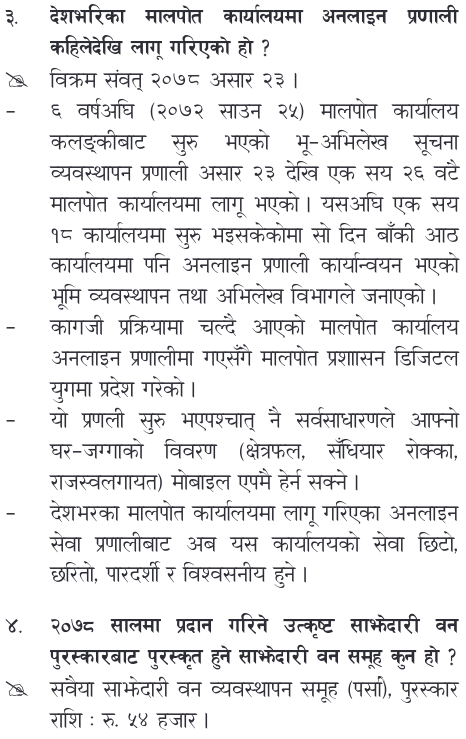 ३. देशभरिका मालपोत कार्यालयमा अनलाइन प्रणाली
कहिलेदेखि लागू गरिएको हो ?
विक्रम संवत् २०७८ असार २३ ।
- ६ वर्षअघि (२०७२ साउन २५) मालपोत कार्यालय
कलङ्कीबाट सुरु भएको भू-अभिलेख सूचना
व्यवस्थापन प्रणाली असार २३ देखि एक सय २६ वटै
मालपोत कार्यालयमा लागू भएको । यसअघि एक सय
१८ कार्यालयमा सुरु भइसकेकोमा सो दिन बाँकी आठ
कार्यालयमा पनि अनलाइन प्रणाली कार्यान्वयन भएको
भूमि व्यवस्थापन तथा अभिलेख विभागले जनाएको ।
- कागजी प्रक्रियामा चल्दै आएको मालपोत कार्यालय
अनलाइन प्रणालीमा गएसँगै मालपोत प्रशाासन डिजिटल
युगमा प्रदेश गरेको ।
- यो प्रणली सुरु भएपश्चात् नै सर्वसाधारणले आफ्नो
घर-जग्गाको विवरण (क्षेत्रफल, सँधियार रोक्का,
राजस्वलगायत) मोबाइल एपमै हेर्न सक्ने ।
- देशभरका मालपोत कार्यालयमा लागू गरिएका अनलाइन
सेवा प्रणालीबाट अब यस कार्यालयको सेवा छिटो,
छरितो, पारदर्शी र विश्वसनीय हुने ।
४. २०७८ सालमा प्रदान गरिने उत्कृष्ट साझेदारी वन
पुरस्कारबाट पुरस्कृत हुने साझेदारी वन समूह कुन हो ?
सवैया साझेदारी वन व्यवस्थापन समूह (पर्सा), पुरस्कार
राशि : रु. ५४ हजार ।